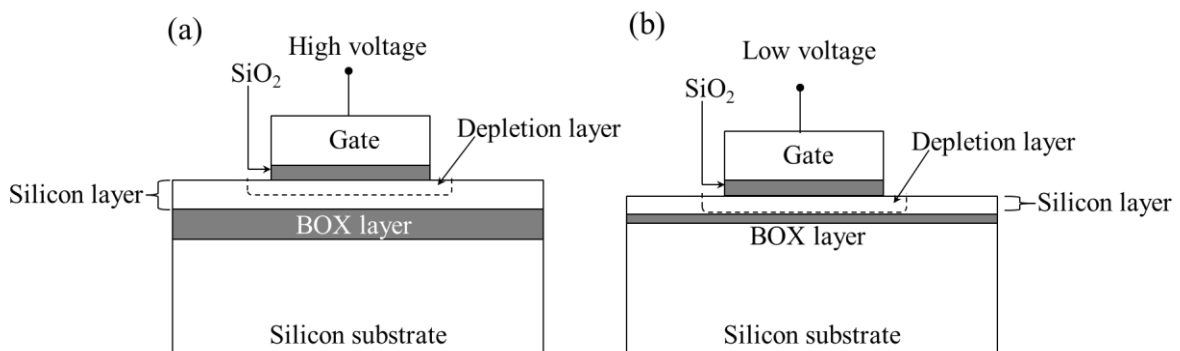 (a)
High voltage
SiO2
Gate
Depletion layer
Silicon layer
BOX layer
Silicon substrate
(b)
Low voltage
SiO2
Gate
Depletion layer
Silicon layer
BOX layer
Silicon substrate